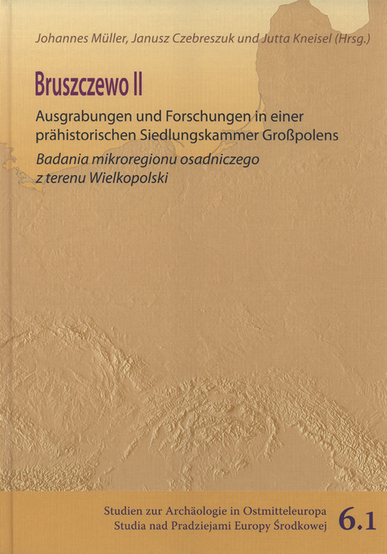 Johannes Müller, Janusz Czebreszuk und Jutta Kneisel (Hrsg.)
Bruszczewo II
Ausgrabungen und Forschungen in einer
prähistorischen Siedlungskammer Großpolens
Badania mikroregionu osadniczego
z terenu Wielkopolski
Studien zur Archäologie in Ostmitteleuropa
Studia nad Pradziejami Europy Środkowej
6.1